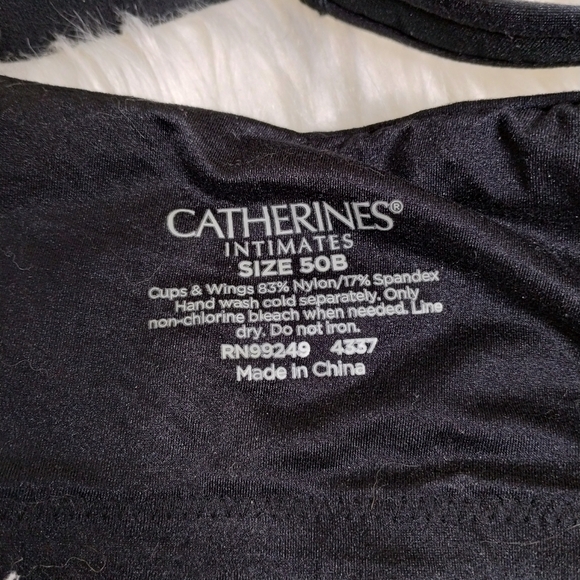 CATHERINES®
INTIMATES
SIZE 50B
Cups & Wings 83% Nylon/17% Spandex
Hand wash cold separately. Only
non-chlorine bleach when needed. Line
dry. Do not iron.
RN99249 4337
Made in China